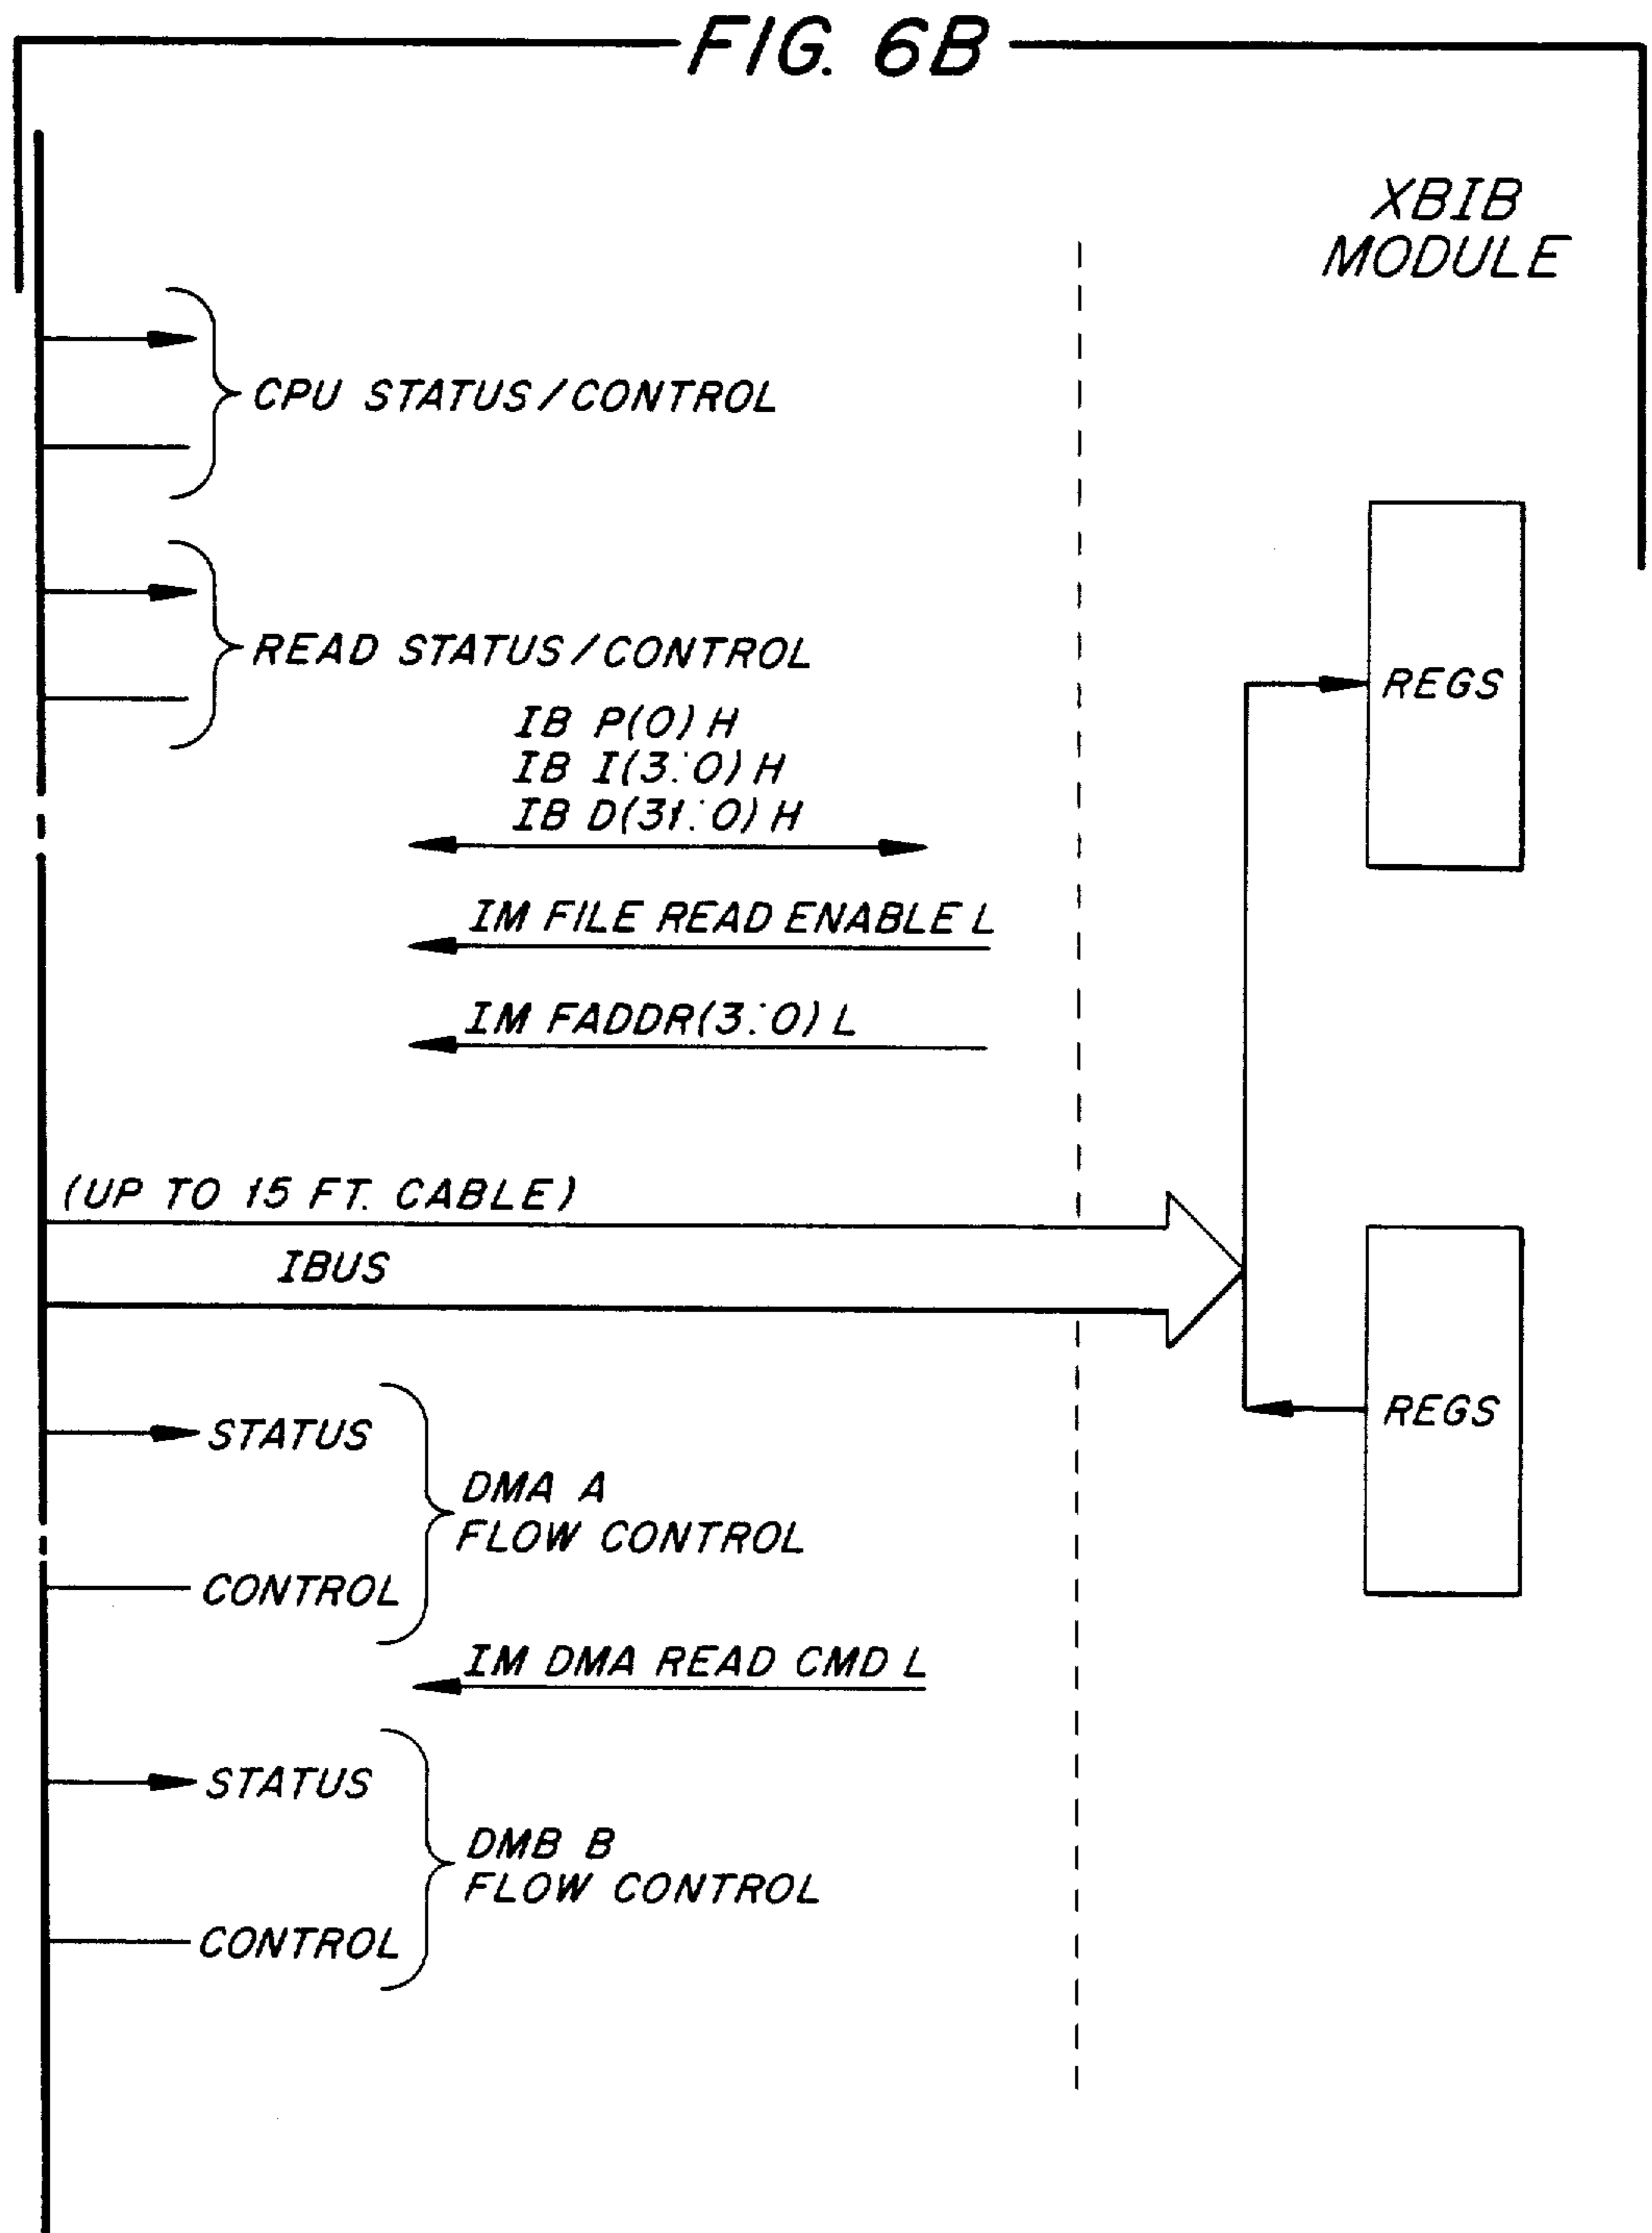 FIG. 6B
XBIB
MODULE
CPU STATUS/CONTROL
READ STATUS/CONTROL
IB P(0) H
IB I(3:0) H
IB D(31:0) H
REGS
IM FILE READ ENABLE L
IM FADDR(3:0) L
(UP TO 15 FT. CABLE)
IBUS
REGS
STATUS
DMA A
FLOW CONTROL
CONTROL
IM DMA READ CMD L
STATUS
DMB B
FLOW CONTROL
CONTROL